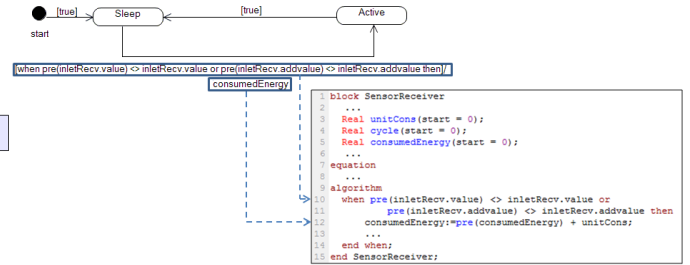 [true]
Sleep
[true]
Active
start
[when pre(inletRecv.value) <> inletRecv.value or pre(inletRecv.addvalue) <> inletRecv.addvalue then]/
consumedEnergy
1 block SensorReceiver
2 ...
3 Real unitCons(start = 0);
4 Real cycle(start = 0);
5 Real consumedEnergy(start = 0);
6 ...
7 equation
8 ...
9 algorithm
10 when pre(inletRecv.value) <> inletRecv.value or
11 pre(inletRecv.addvalue) <> inletRecv.addvalue then
12 consumedEnergy:=pre(consumedEnergy) + unitCons;
13 ...
14 end when;
15 end SensorReceiver;